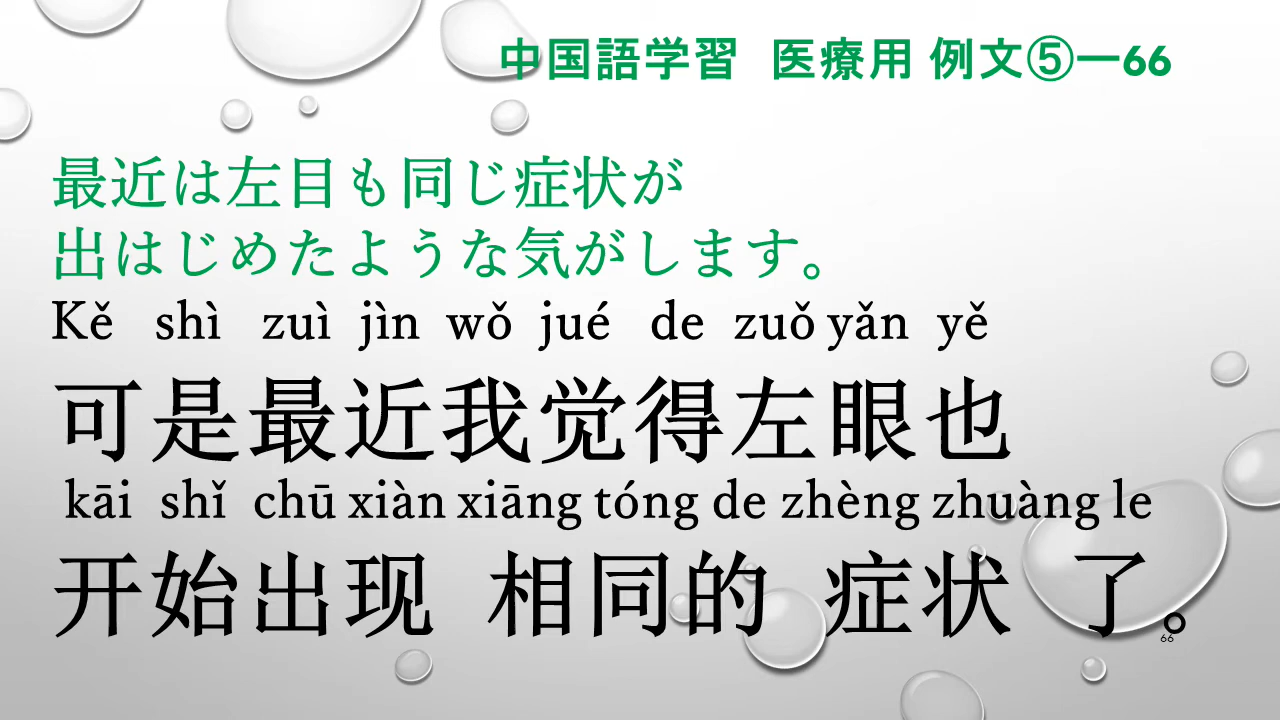 中国語学習 医療用 例文⑤ー66
最近は左目も同じ症状が
出はじめたような気がします。
Kě shì zuì jìn wǒ jué de zuǒ yǎn yě
可是最近我觉得左眼也
kāi shǐ chū xiàn xiāng tóng de zhèng zhuàng le
开始出现 相同的 症状 了。
66